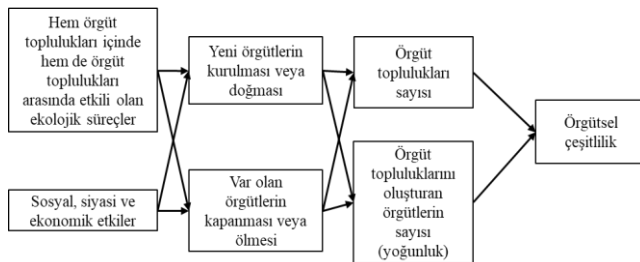 Hem örgüt
toplulukları içinde
hem de örgüt
toplulukları
arasında etkili olan
ekolojik süreçler
Sosyal, siyasi ve
ekonomik etkiler
Yeni örgütlerin
kurulması veya
doğması
Var olan
örgütlerin
kapanması veya
ölmesi
Örgüt
toplulukları
sayısı
Örgüt
topluluklarını
oluşturan
örgütlerin
sayısı
(yoğunluk)
Örgütsel
çeşitlilik